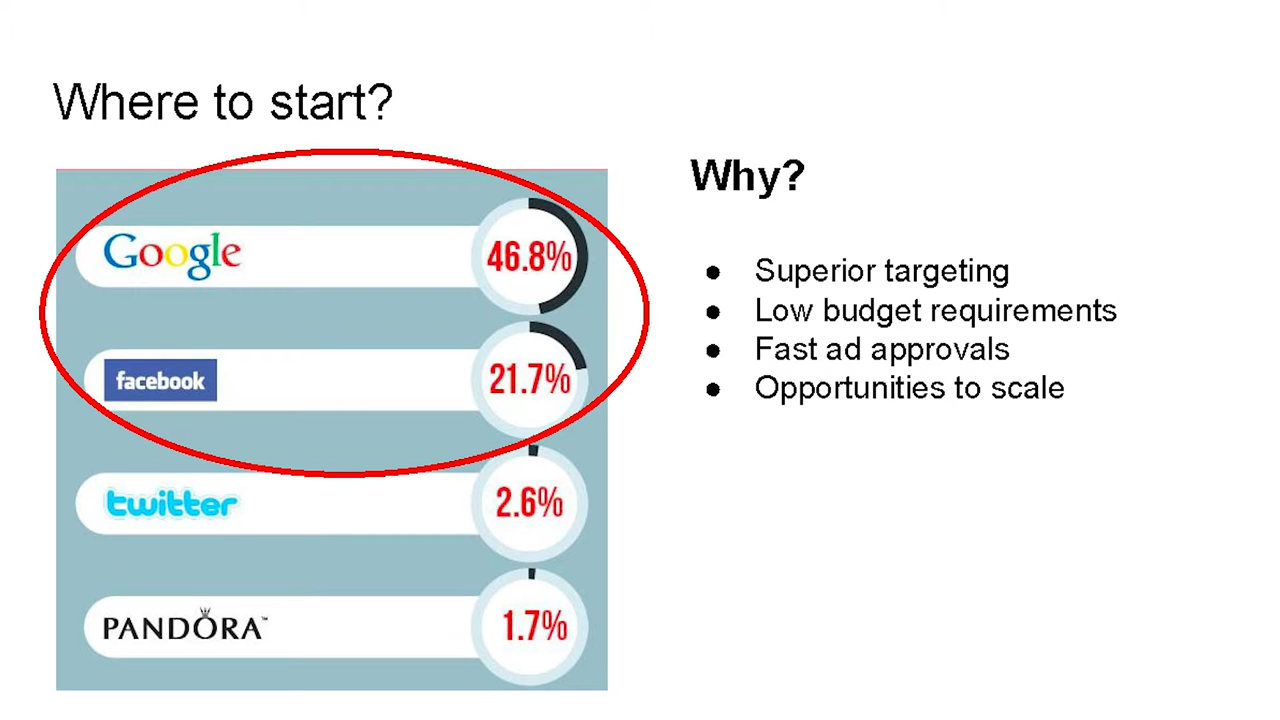 Where to start?
Google
46.8%
facebook
21.7%
twitter
2.6%
PANDORA™
1.7%
Why?
● Superior targeting
● Low budget requirements
● Fast ad approvals
● Opportunities to scale